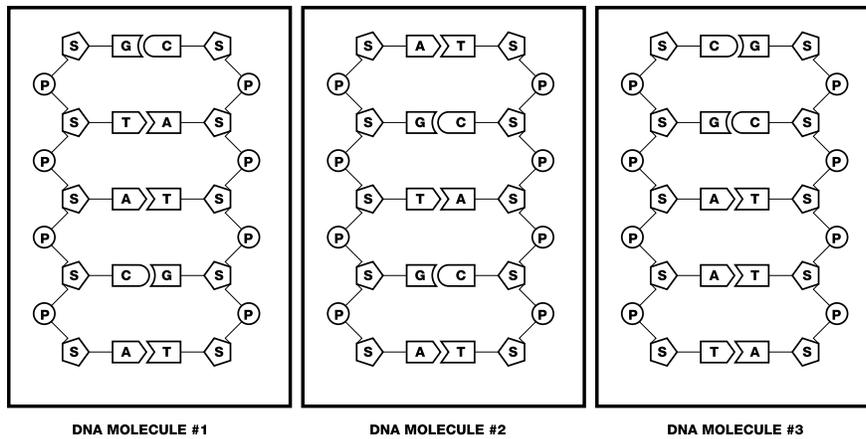 S G C S S A T S S C G S
P P P P P P
S T A S S G C S S G C S
P P P P P P
S A T S S T A S S A T S
P P P P P P
S C G S S G C S S A T S
P P P P P P
S A T S S A T S S T A S
DNA MOLECULE #1 DNA MOLECULE #2 DNA MOLECULE #3